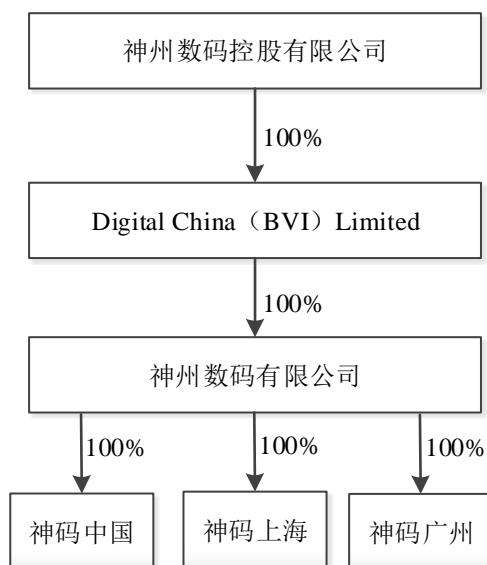 神州数码控股有限公司
100%
Digital China（BVI）Limited
100%
神州数码有限公司
100% 100% 100%
神码中国 神码上海 神码广州